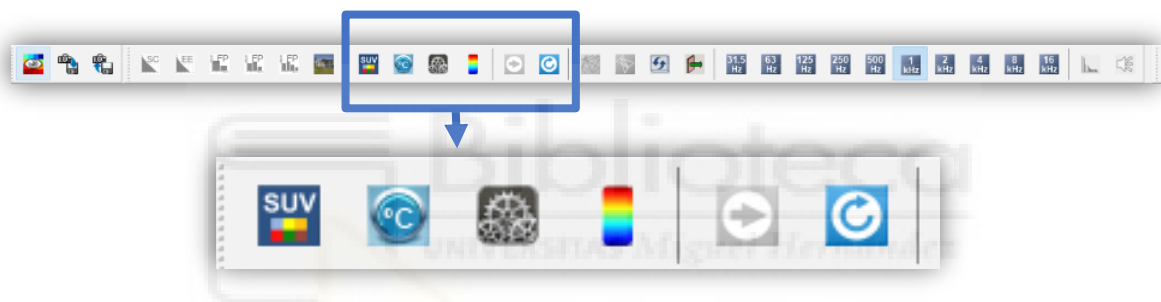 SC EE LFP LFP LFP SUV °C 31.5 Hz 63 Hz 125 Hz 250 Hz 500 Hz 1 kHz 2 kHz 4 kHz 8 kHz 16 kHz
Biblioteca
SUV °C
UNIVERSITAS Miguel Hernández